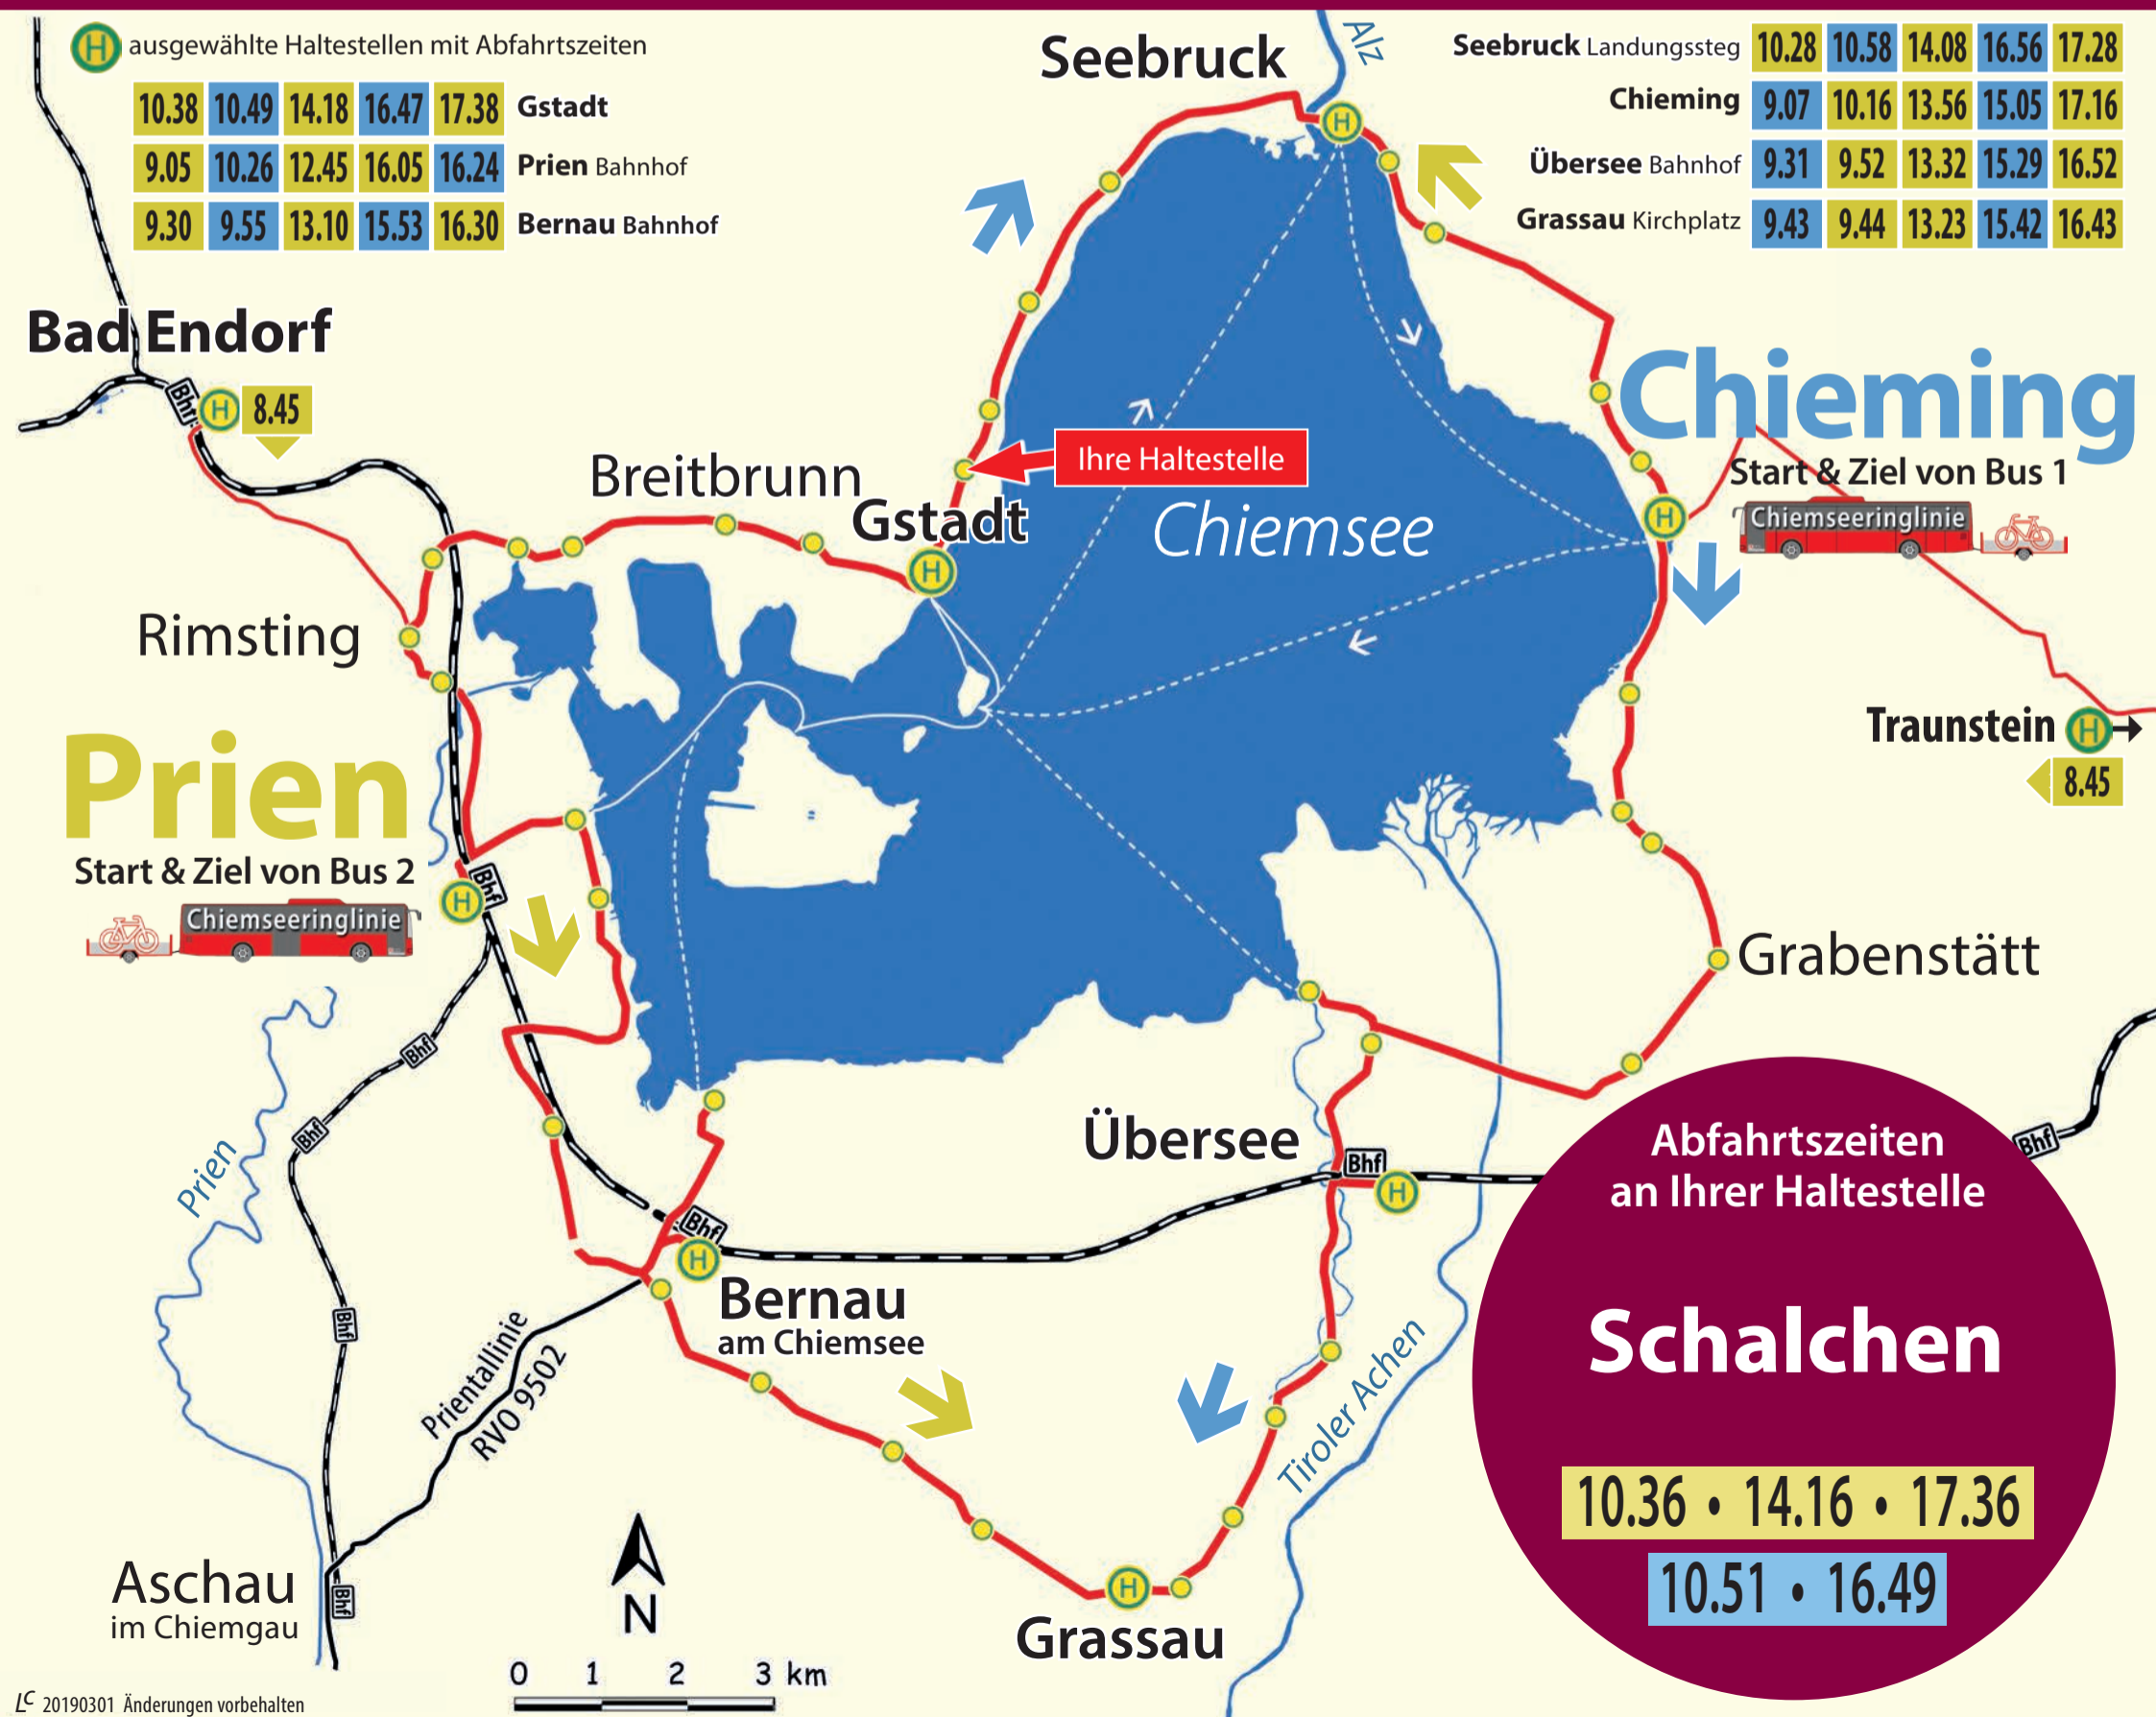 H ausgewählte Haltestellen mit Abfahrtszeiten
10.38 10.49 14.18 16.47 17.38 Gstadt
9.05 10.26 12.45 16.05 16.24 Prien Bahnhof
9.30 9.55 13.10 15.53 16.30 Bernau Bahnhof
Seebruck
Alz
Seebruck Landungssteg 10.28 10.58 14.08 16.56 17.28
Chieming 9.07 10.16 13.56 15.05 17.16
Übersee Bahnhof 9.31 9.52 13.32 15.29 16.52
Grassau Kirchplatz 9.43 9.44 13.23 15.42 16.43
H
Bad Endorf
Bhf H 8.45
Chieming
Start & Ziel von Bus 1
Chiemseeringlinie
H
Ihre Haltestelle
Breitbrunn
Gstadt
H
Chiemsee
Rimsting
Traunstein H
8.45
Prien
Start & Ziel von Bus 2
Chiemseeringlinie
H
Bhf
Grabenstätt
Bhf
Bhf
Prien
Übersee
Bhf
H
Bhf
Bhf
H
Bernau
am Chiemsee
Bhf
Prientallinie
RVO 9502
Tiroler Achen
Abfahrtszeiten
an Ihrer Haltestelle
Schalchen
10.36 • 14.16 • 17.36
10.51 • 16.49
Aschau
im Chiemgau
Bhf
N
H
Grassau
0 1 2 3 km
LC 20190301 Änderungen vorbehalten